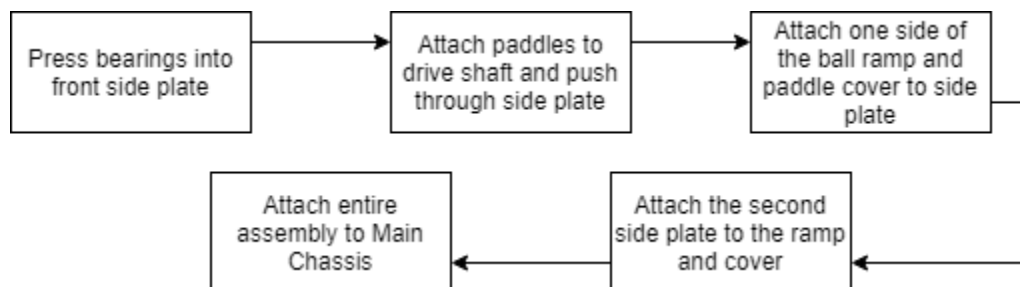 Press bearings into
front side plate
Attach paddles to
drive shaft and push
through side plate
Attach one side of
the ball ramp and
paddle cover to side
plate
Attach the second
side plate to the ramp
and cover
Attach entire
assembly to Main
Chassis